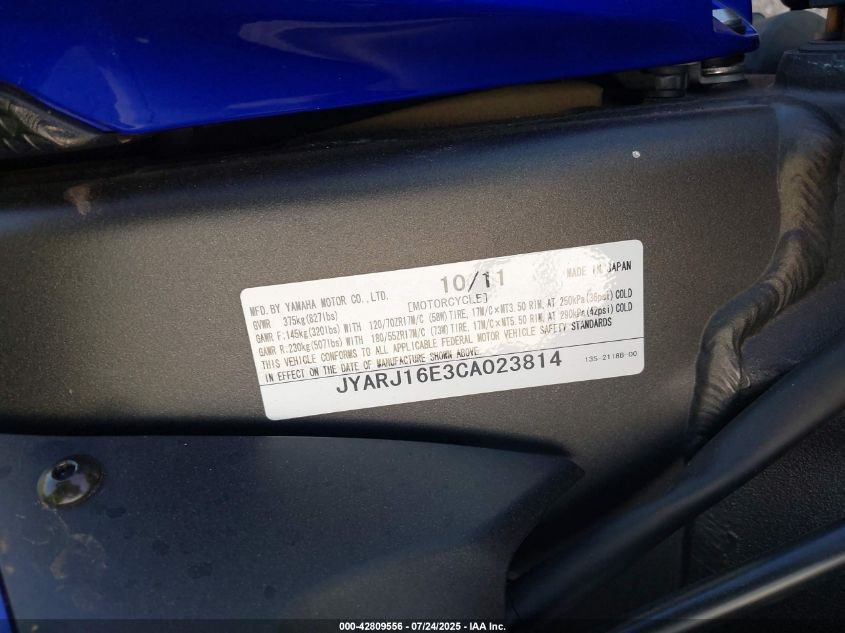 10/11
MADE IN JAPAN
MFD.BY YAMAHA MOTOR CO.,LTD.
[MOTORCYCLE]
GVWR 375kg(827lbs)
GAWR F:145kg(320lbs) WITH 120/70ZR17M/C (58W) TIRE, 17M/C×MT3.50 RIM, AT 250kPa(36psi) COLD
GAWR R:230kg(507lbs) WITH 180/55ZR17M/C (73W) TIRE, 17M/C×MT5.50 RIM, AT 290kPa(42psi) COLD
THIS VEHICLE CONFORMS TO ALL APPLICABLE FEDERAL MOTOR VEHICLE SAFETY STANDARDS
IN EFFECT ON THE DATE OF MANUFACTURE SHOWN ABOVE
JYARJ16E3CA023814
13S-2118B-00
000-42809556 - 07/24/2025 - IAA Inc.